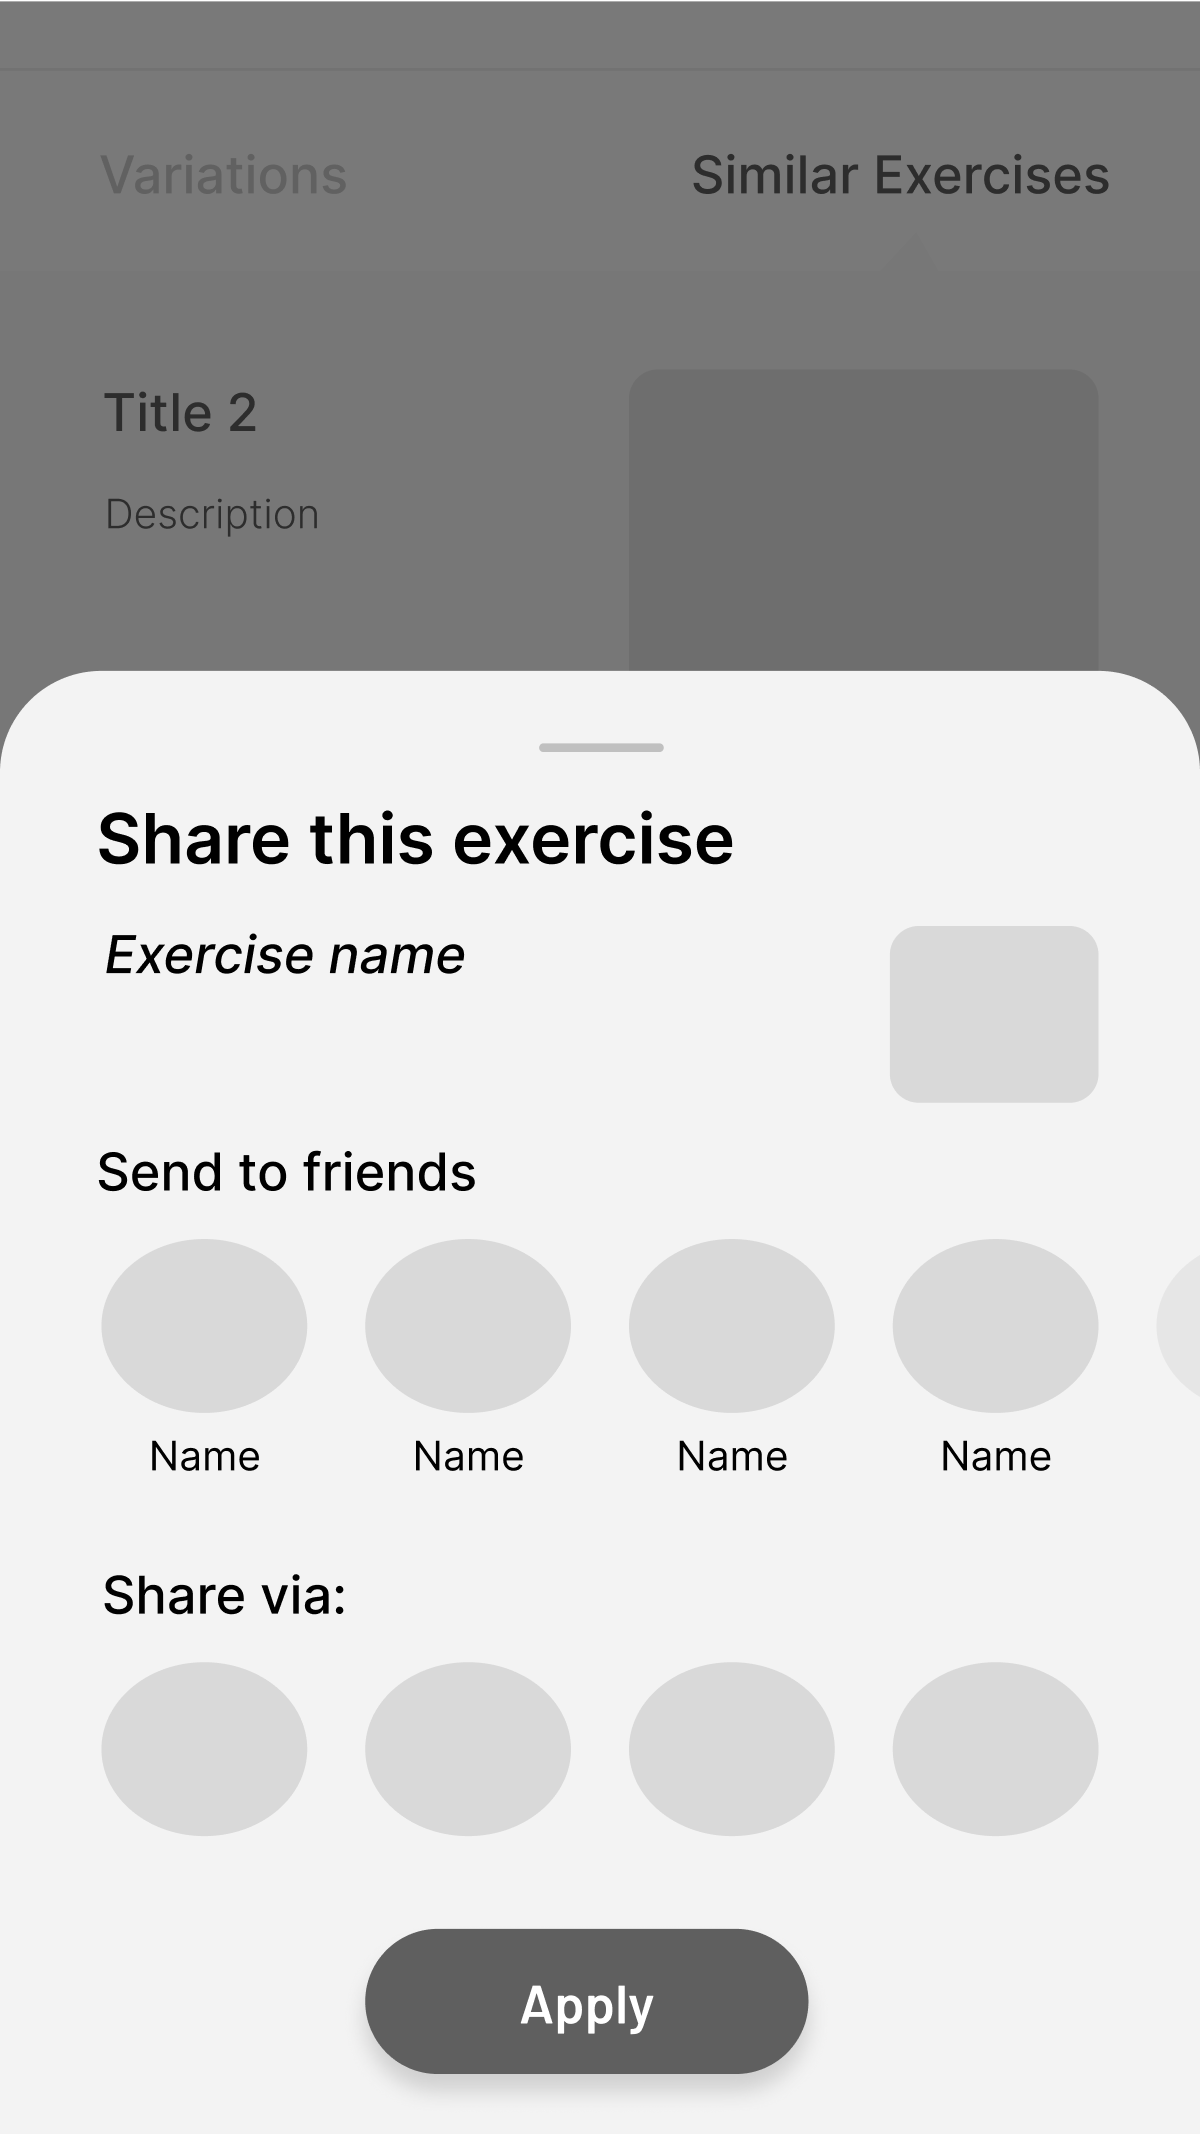 Variations Similar Exercises
Title 2
Description
Share this exercise
Exercise name
Send to friends
Name Name Name Name
Share via:
Apply